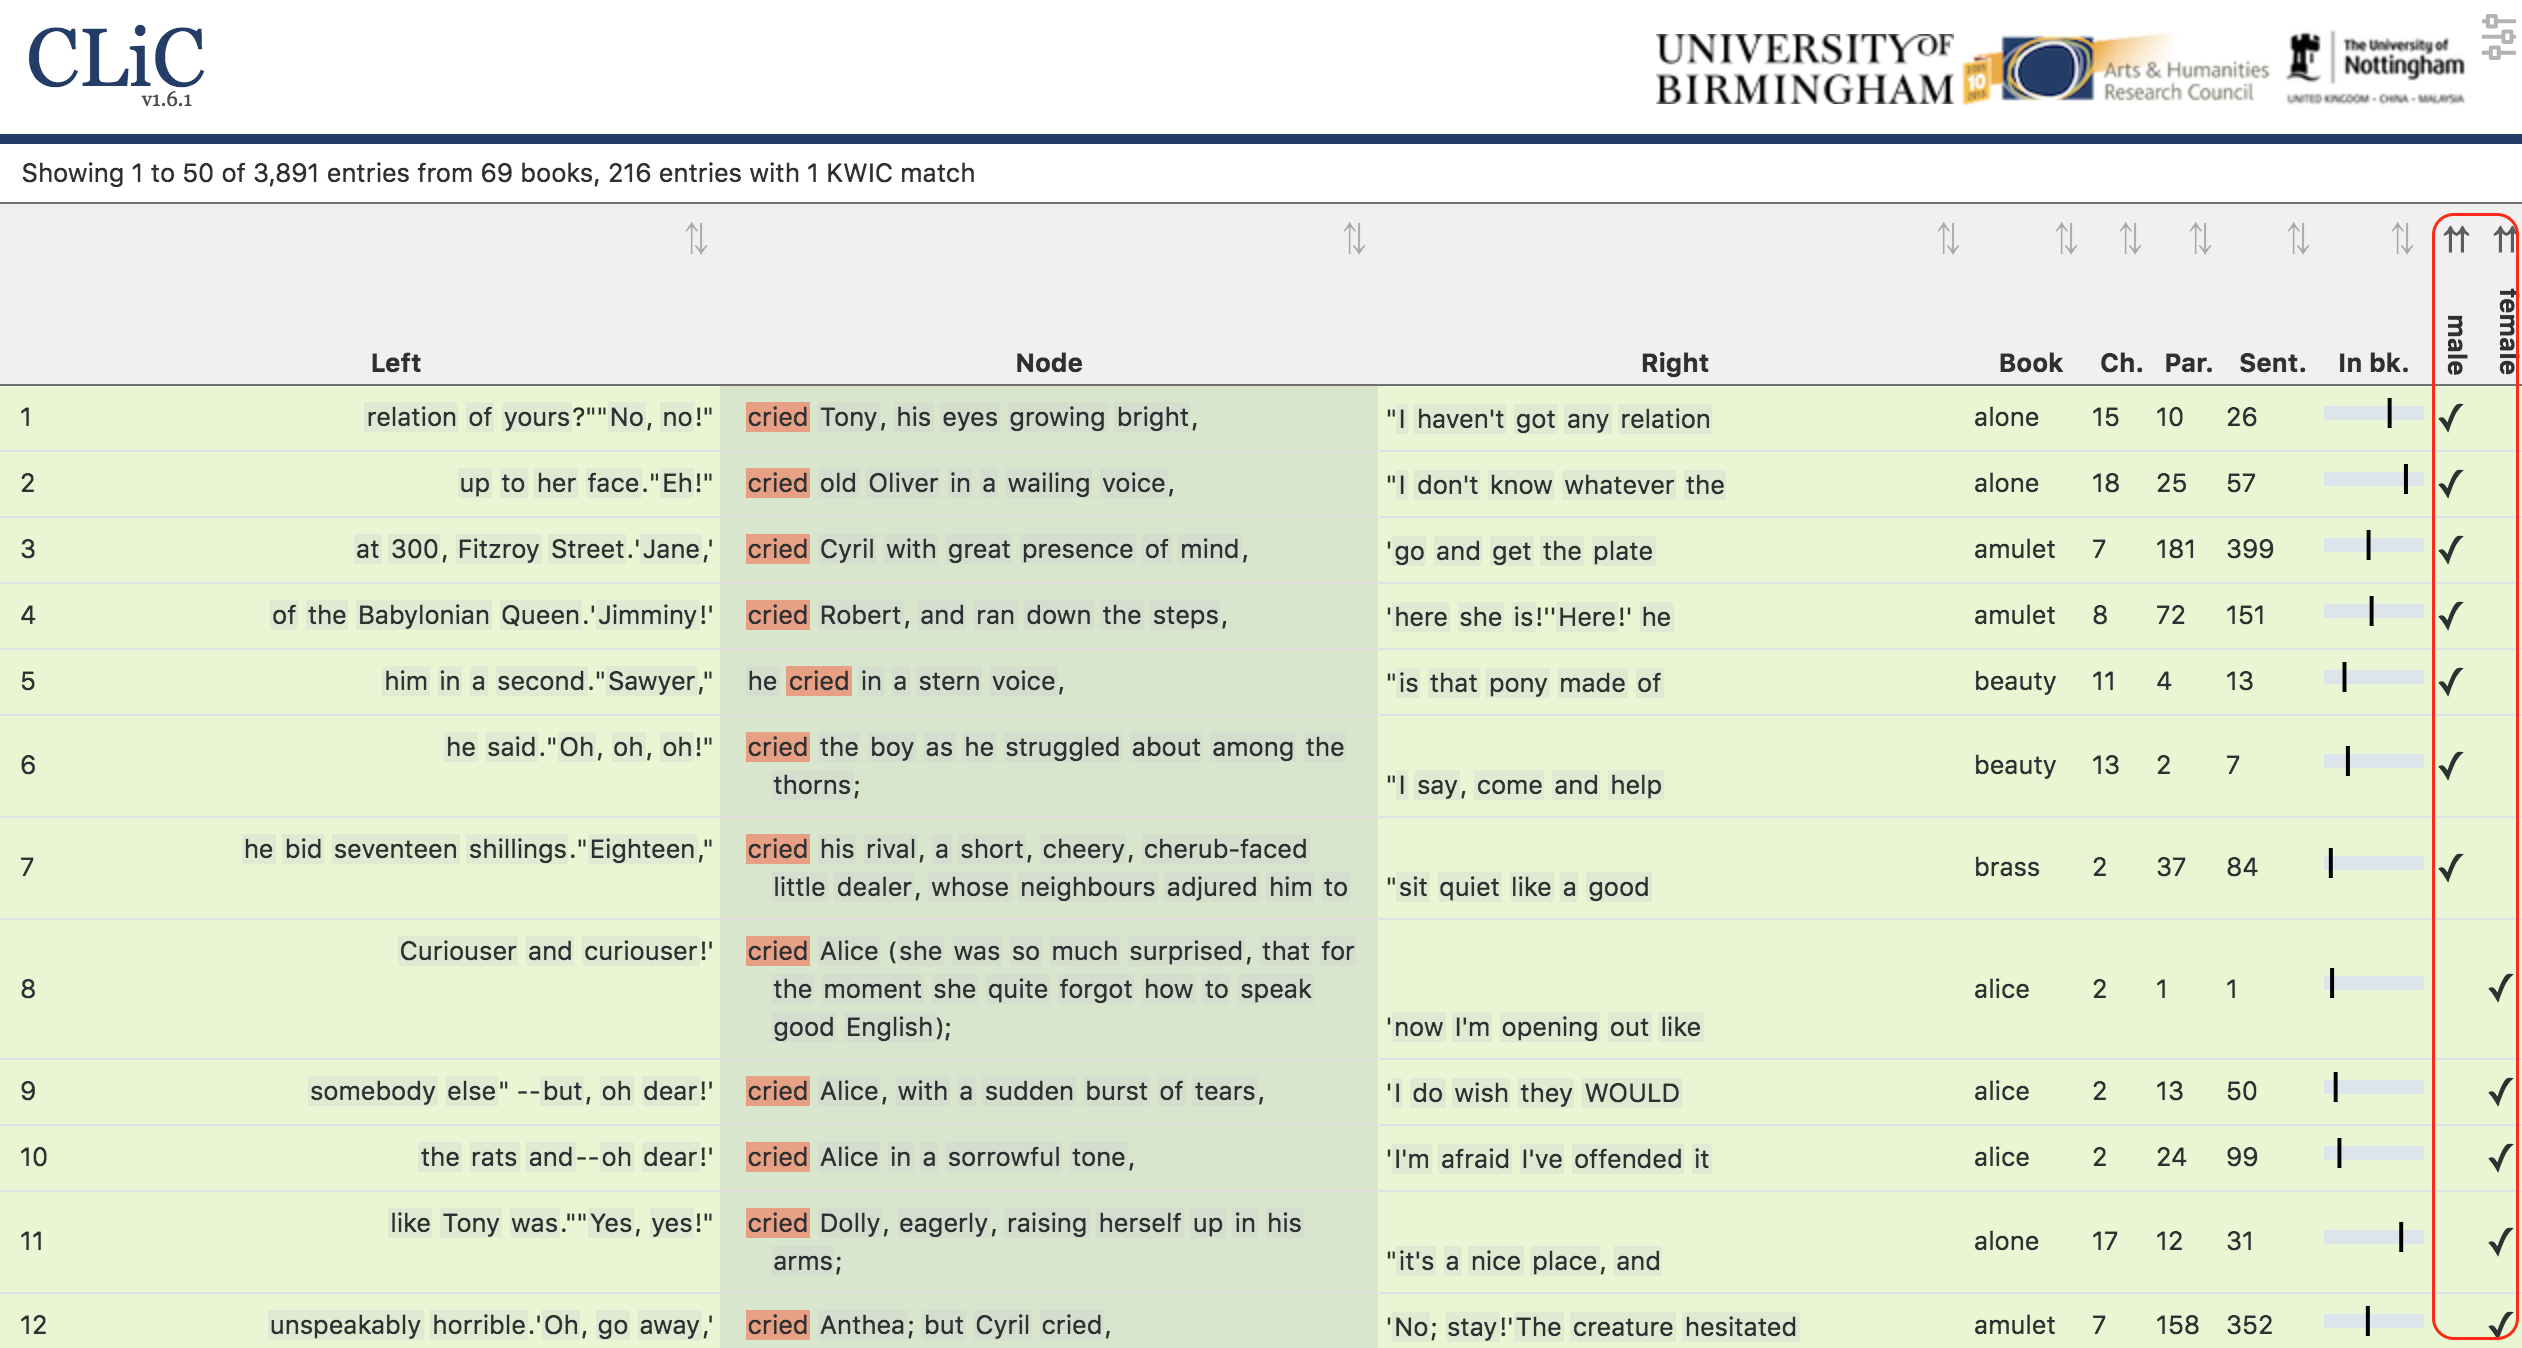 CLiC
v1.6.1
UNIVERSITY OF
BIRMINGHAM
2005
10
2015
Arts & Humanities
Research Council
The University of
Nottingham
UNITED KINGDOM · CHINA · MALAYSIA
Showing 1 to 50 of 3,891 entries from 69 books, 216 entries with 1 KWIC match
Left Node Right Book Ch. Par. Sent. In bk. male female
1 relation of yours?""No, no!" cried Tony, his eyes growing bright, "I haven't got any relation alone 15 10 26 ✓
2 up to her face."Eh!" cried old Oliver in a wailing voice, "I don't know whatever the alone 18 25 57 ✓
3 at 300, Fitzroy Street.'Jane,' cried Cyril with great presence of mind, 'go and get the plate amulet 7 181 399 ✓
4 of the Babylonian Queen.'Jimminy!' cried Robert, and ran down the steps, 'here she is!''Here!' he amulet 8 72 151 ✓
5 him in a second."Sawyer," he cried in a stern voice, "is that pony made of beauty 11 4 13 ✓
6 he said."Oh, oh, oh!" cried the boy as he struggled about among the
thorns; "I say, come and help beauty 13 2 7 ✓
7 he bid seventeen shillings."Eighteen," cried his rival, a short, cheery, cherub-faced
little dealer, whose neighbours adjured him to "sit quiet like a good brass 2 37 84 ✓
8 Curiouser and curiouser!' cried Alice (she was so much surprised, that for
the moment she quite forgot how to speak
good English); 'now I'm opening out like alice 2 1 1 ✓
9 somebody else" --but, oh dear!' cried Alice, with a sudden burst of tears, 'I do wish they WOULD alice 2 13 50 ✓
10 the rats and--oh dear!' cried Alice in a sorrowful tone, 'I'm afraid I've offended it alice 2 24 99 ✓
11 like Tony was.""Yes, yes!" cried Dolly, eagerly, raising herself up in his
arms; "it's a nice place, and alone 17 12 31 ✓
12 unspeakably horrible.'Oh, go away,' cried Anthea; but Cyril cried, 'No; stay!'The creature hesitated amulet 7 158 352 ✓